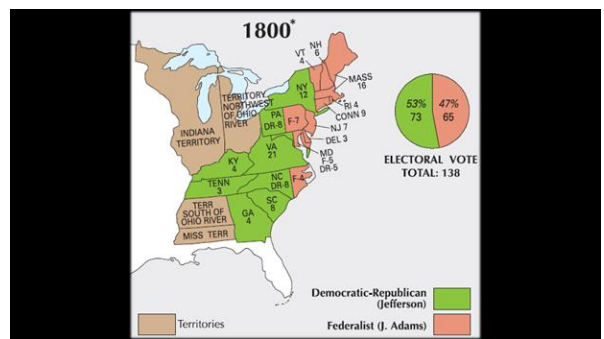 1800*
NH
6
VT
4
MASS
16
NY
12
TERRITORY
NORTHWEST
OF OHIO
RIVER
RI 4
CONN 9
PA
DR-8
F-7
NJ 7
INDIANA
TERRITORY
DEL 3
MD
F-5
DR-5
VA
21
KY
4
NC
DR-8
F-4
TENN
3
SC
8
TERR
SOUTH OF
OHIO RIVER
GA
4
MISS TERR
53%
73
47%
65
ELECTORAL VOTE
TOTAL: 138
Democratic-Republican
(Jefferson)
Federalist (J. Adams)
Territories